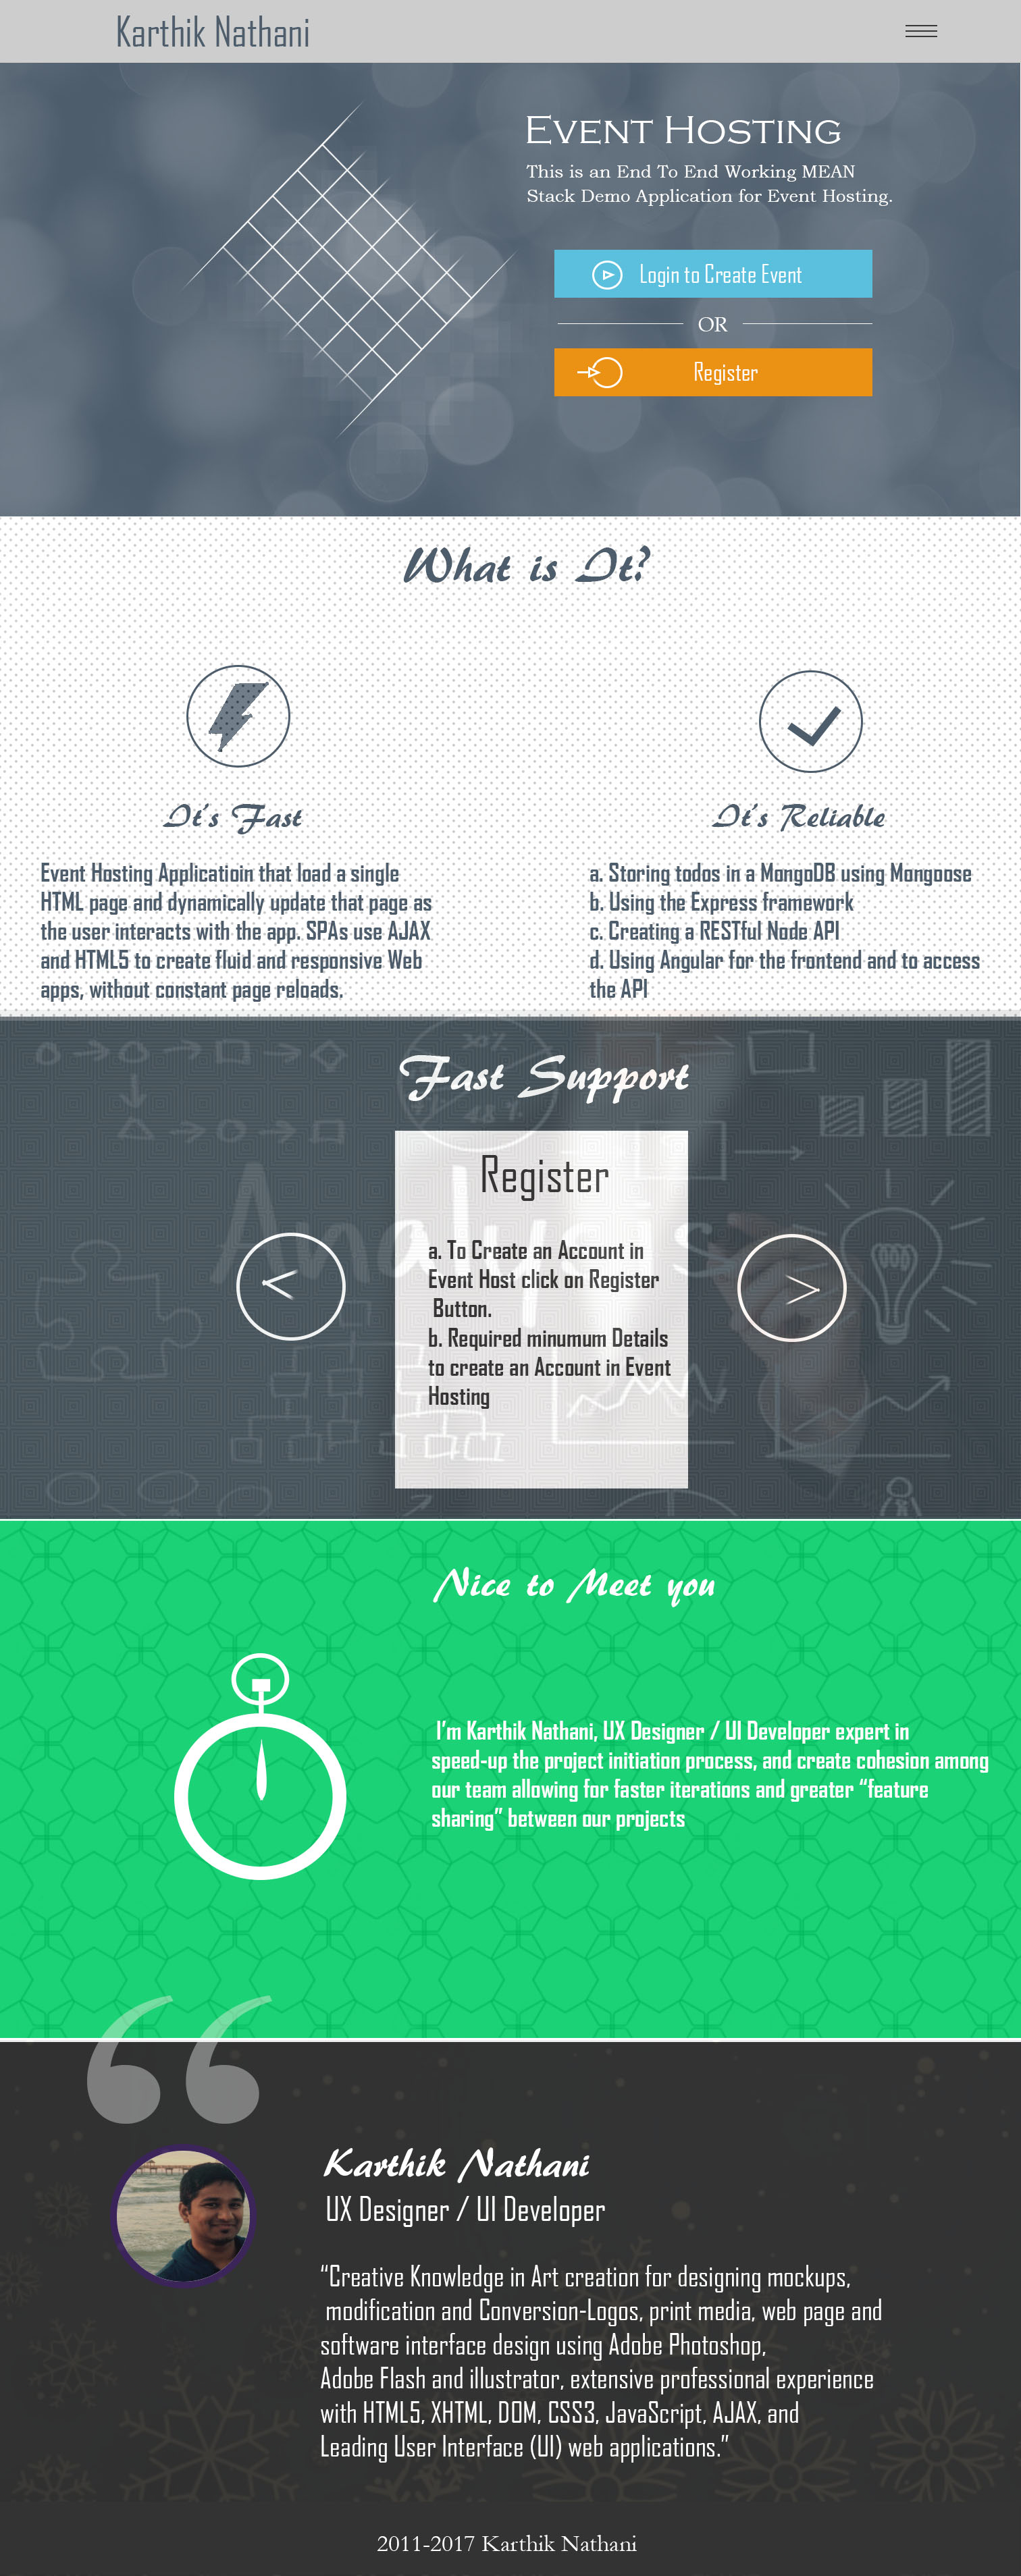 Karthik Nathani
EVENT HOSTING
This is an End To End Working MEAN
Stack Demo Application for Event Hosting.
Login to Create Event
OR
Register
What is It?
It's Fast
Event Hosting Applicatioin that load a single
HTML page and dynamically update that page as
the user interacts with the app. SPAs use AJAX
and HTML5 to create fluid and responsive Web
apps, without constant page reloads.
It's Reliable
a. Storing todos in a MongoDB using Mongoose
b. Using the Express framework
c. Creating a RESTful Node API
d. Using Angular for the frontend and to access
the API
30%
Fast Support
48%
Analysis
Register
a. To Create an Account in
Event Host click on Register
Button.
b. Required minumum Details
to create an Account in Event
Hosting
<
>
Nice to Meet you
I'm Karthik Nathani, UX Designer / UI Developer expert in
speed-up the project initiation process, and create cohesion among
our team allowing for faster iterations and greater “feature
sharing” between our projects
“
Karthik Nathani
UX Designer / UI Developer
“Creative Knowledge in Art creation for designing mockups,
modification and Conversion-Logos, print media, web page and
software interface design using Adobe Photoshop,
Adobe Flash and illustrator, extensive professional experience
with HTML5, XHTML, DOM, CSS3, JavaScript, AJAX, and
Leading User Interface (UI) web applications.”
2011-2017 Karthik Nathani